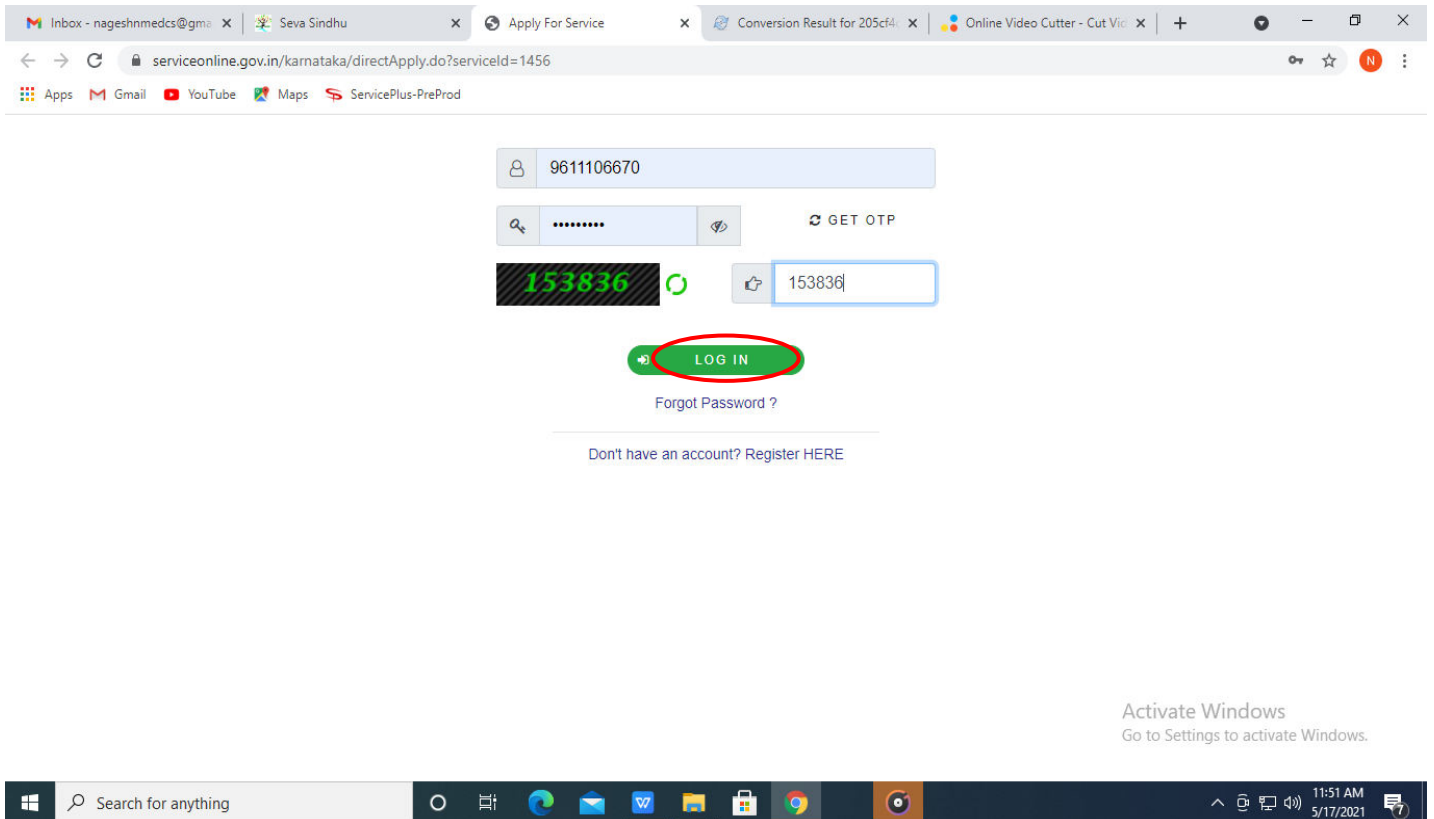 Inbox - nageshnmedcs@gma
Seva Sindhu
Apply For Service
Conversion Result for 205cf4c
Online Video Cutter - Cut Vid
serviceonline.gov.in/karnataka/directApply.do?serviceId=1456
N
Apps
Gmail
YouTube
Maps
ServicePlus-PreProd
9611106670
•••••••••
GET OTP
153836
153836
LOG IN
Forgot Password ?
Don't have an account? Register HERE
Activate Windows
Go to Settings to activate Windows.
Search for anything
11:51 AM
5/17/2021
7